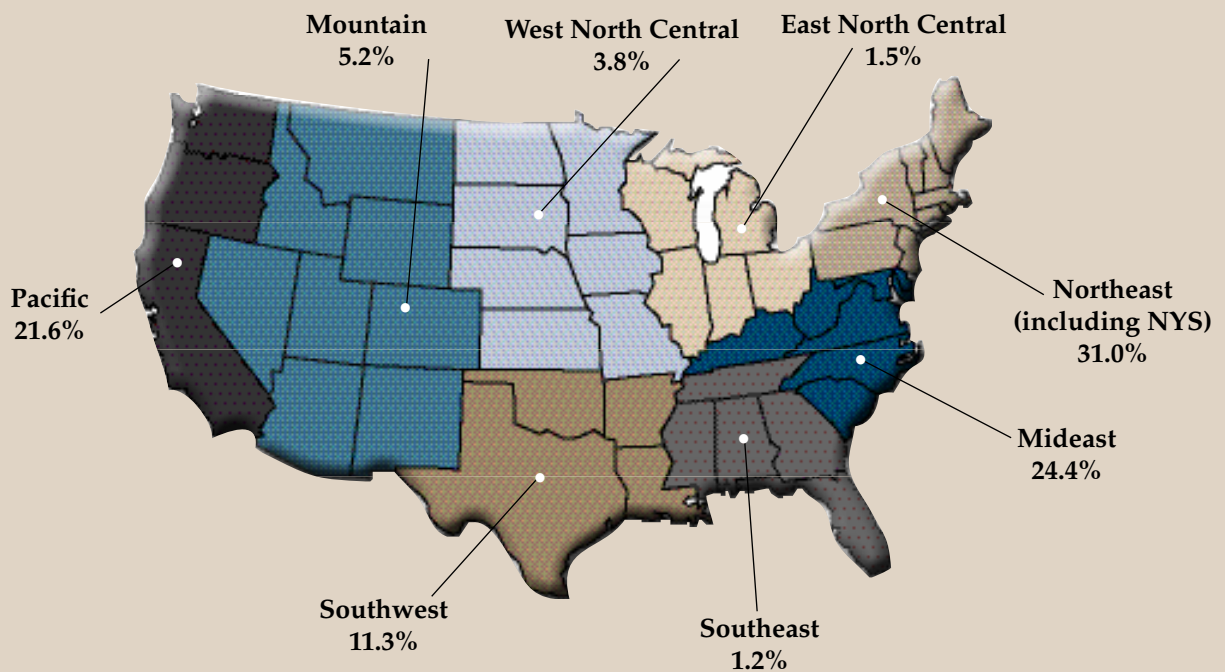 Mountain
5.2%
West North Central
3.8%
East North Central
1.5%
Pacific
21.6%
Northeast
(including NYS)
31.0%
Mideast
24.4%
Southwest
11.3%
Southeast
1.2%